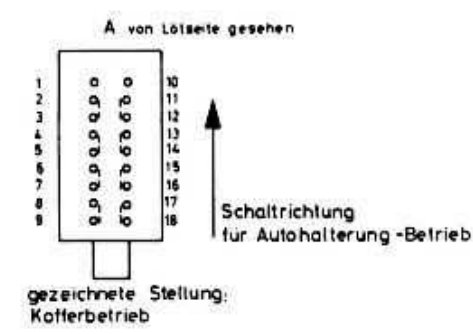 A von Lötseite gesehen
1 10
2 11
3 12
4 13
5 14
6 15
7 16
8 17
9 18
Schaltrichtung
für Autohalterung-Betrieb
gezeichnete Stellung:
Kofferbetrieb